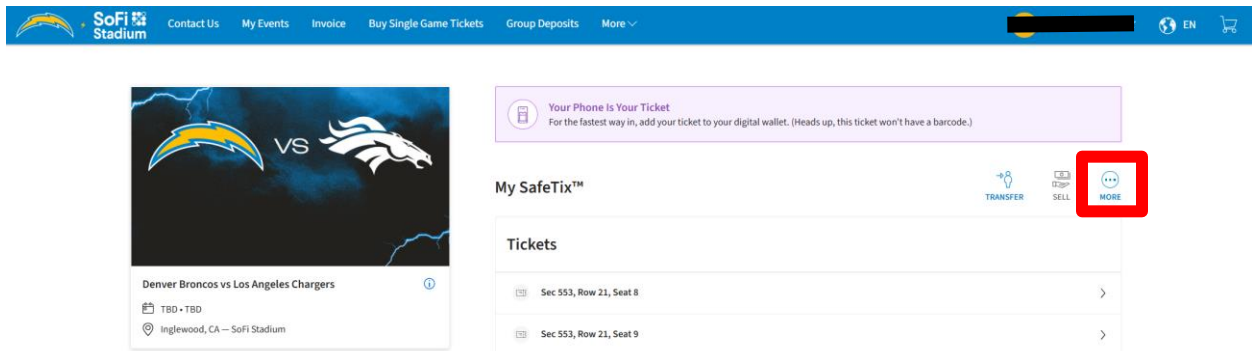 SoFi
Stadium
Contact Us My Events Invoice Buy Single Game Tickets Group Deposits More EN
VS
Your Phone Is Your Ticket
For the fastest way in, add your ticket to your digital wallet. (Heads up, this ticket won't have a barcode.)
My SafeTix™
TRANSFER SELL MORE
Tickets
Denver Broncos vs Los Angeles Chargers
TBD • TBD
Inglewood, CA — SoFi Stadium
Sec 553, Row 21, Seat 8
Sec 553, Row 21, Seat 9